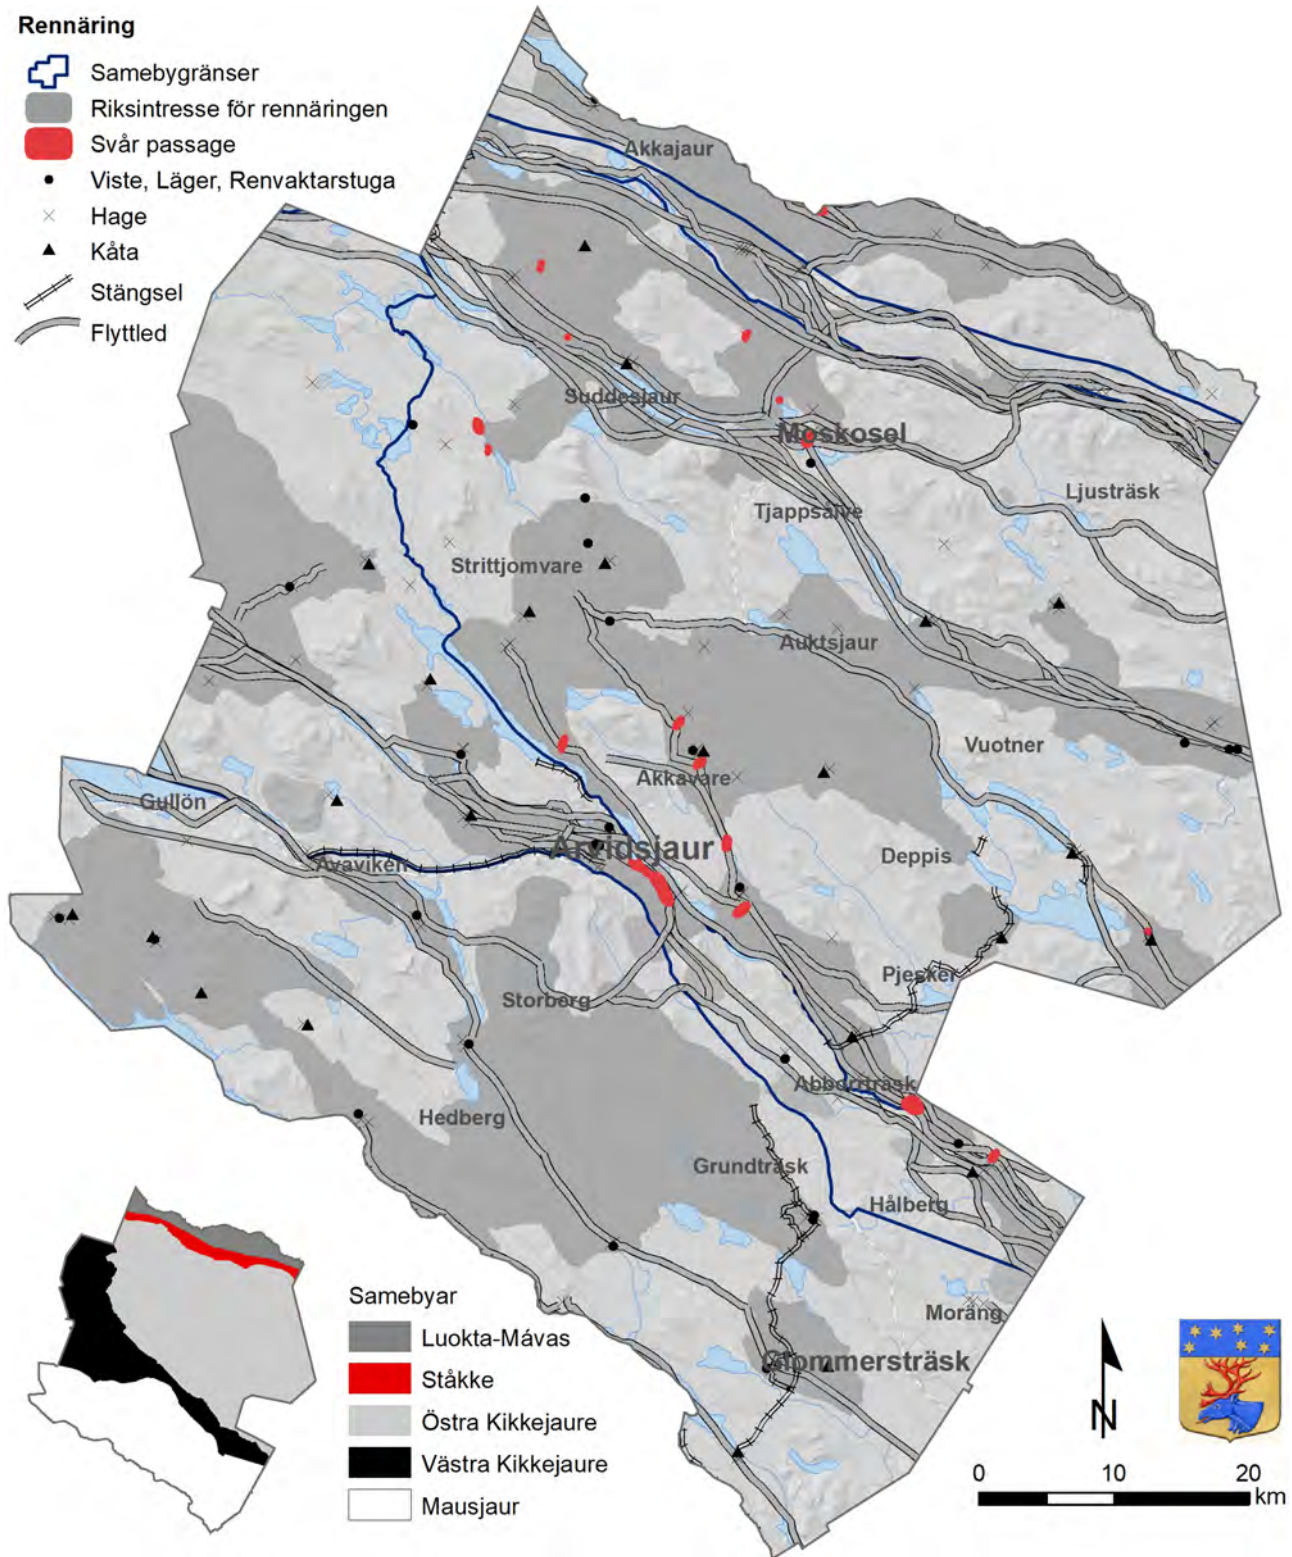 Rennäring
Samebygränser
Riksintresse för rennäringen
Svår passage
Viste, Läger, Renvaktarstuga
Hage
Kåta
Stängsel
Flyttled
Akkajaur
Suddesjaur
Moskosel
Ljusträsk
Tjappsåive
Strittjomvare
Auktsjaur
Vuotner
Akkavare
Gullön
Arvidsjaur
Deppis
Avaviken
Pjesker
Storberg
Abborrträsk
Hedberg
Grundträsk
Hålberg
Moräng
Glommersträsk
Samebyar
Luokta-Mávas
Ståkke
Östra Kikkejaure
Västra Kikkejaure
Mausjaur
N
0 10 20
km